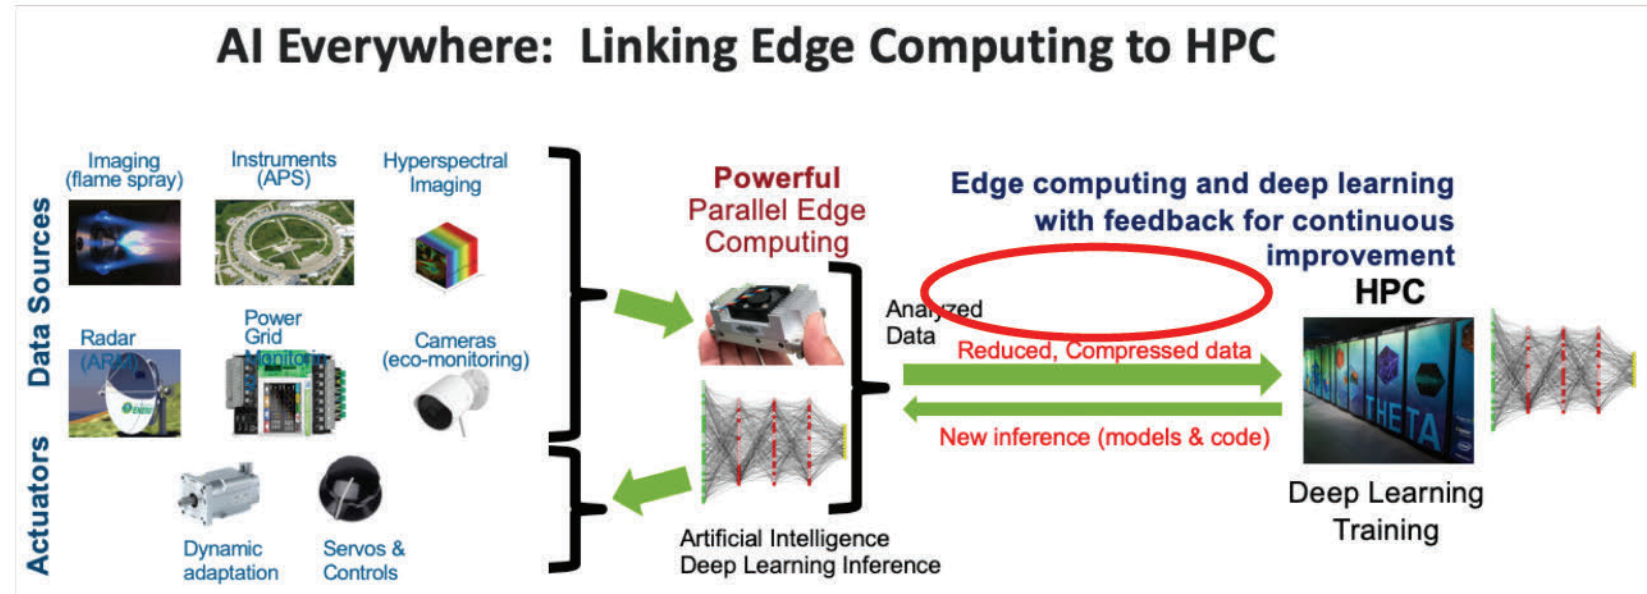 AI Everywhere: Linking Edge Computing to HPC
Data Sources
Imaging
(flame spray)
Instruments
(APS)
Hyperspectral
Imaging
Radar
(ARM)
Power
Grid
Monitoring
Cameras
(eco-monitoring)
Actuators
Dynamic
adaptation
Servos &
Controls
Powerful
Parallel Edge
Computing
Artificial Intelligence
Deep Learning Inference
Edge computing and deep learning
with feedback for continuous
improvement
Analyzed
Data
Reduced, Compressed data
New inference (models & code)
HPC
THETA
Deep Learning
Training